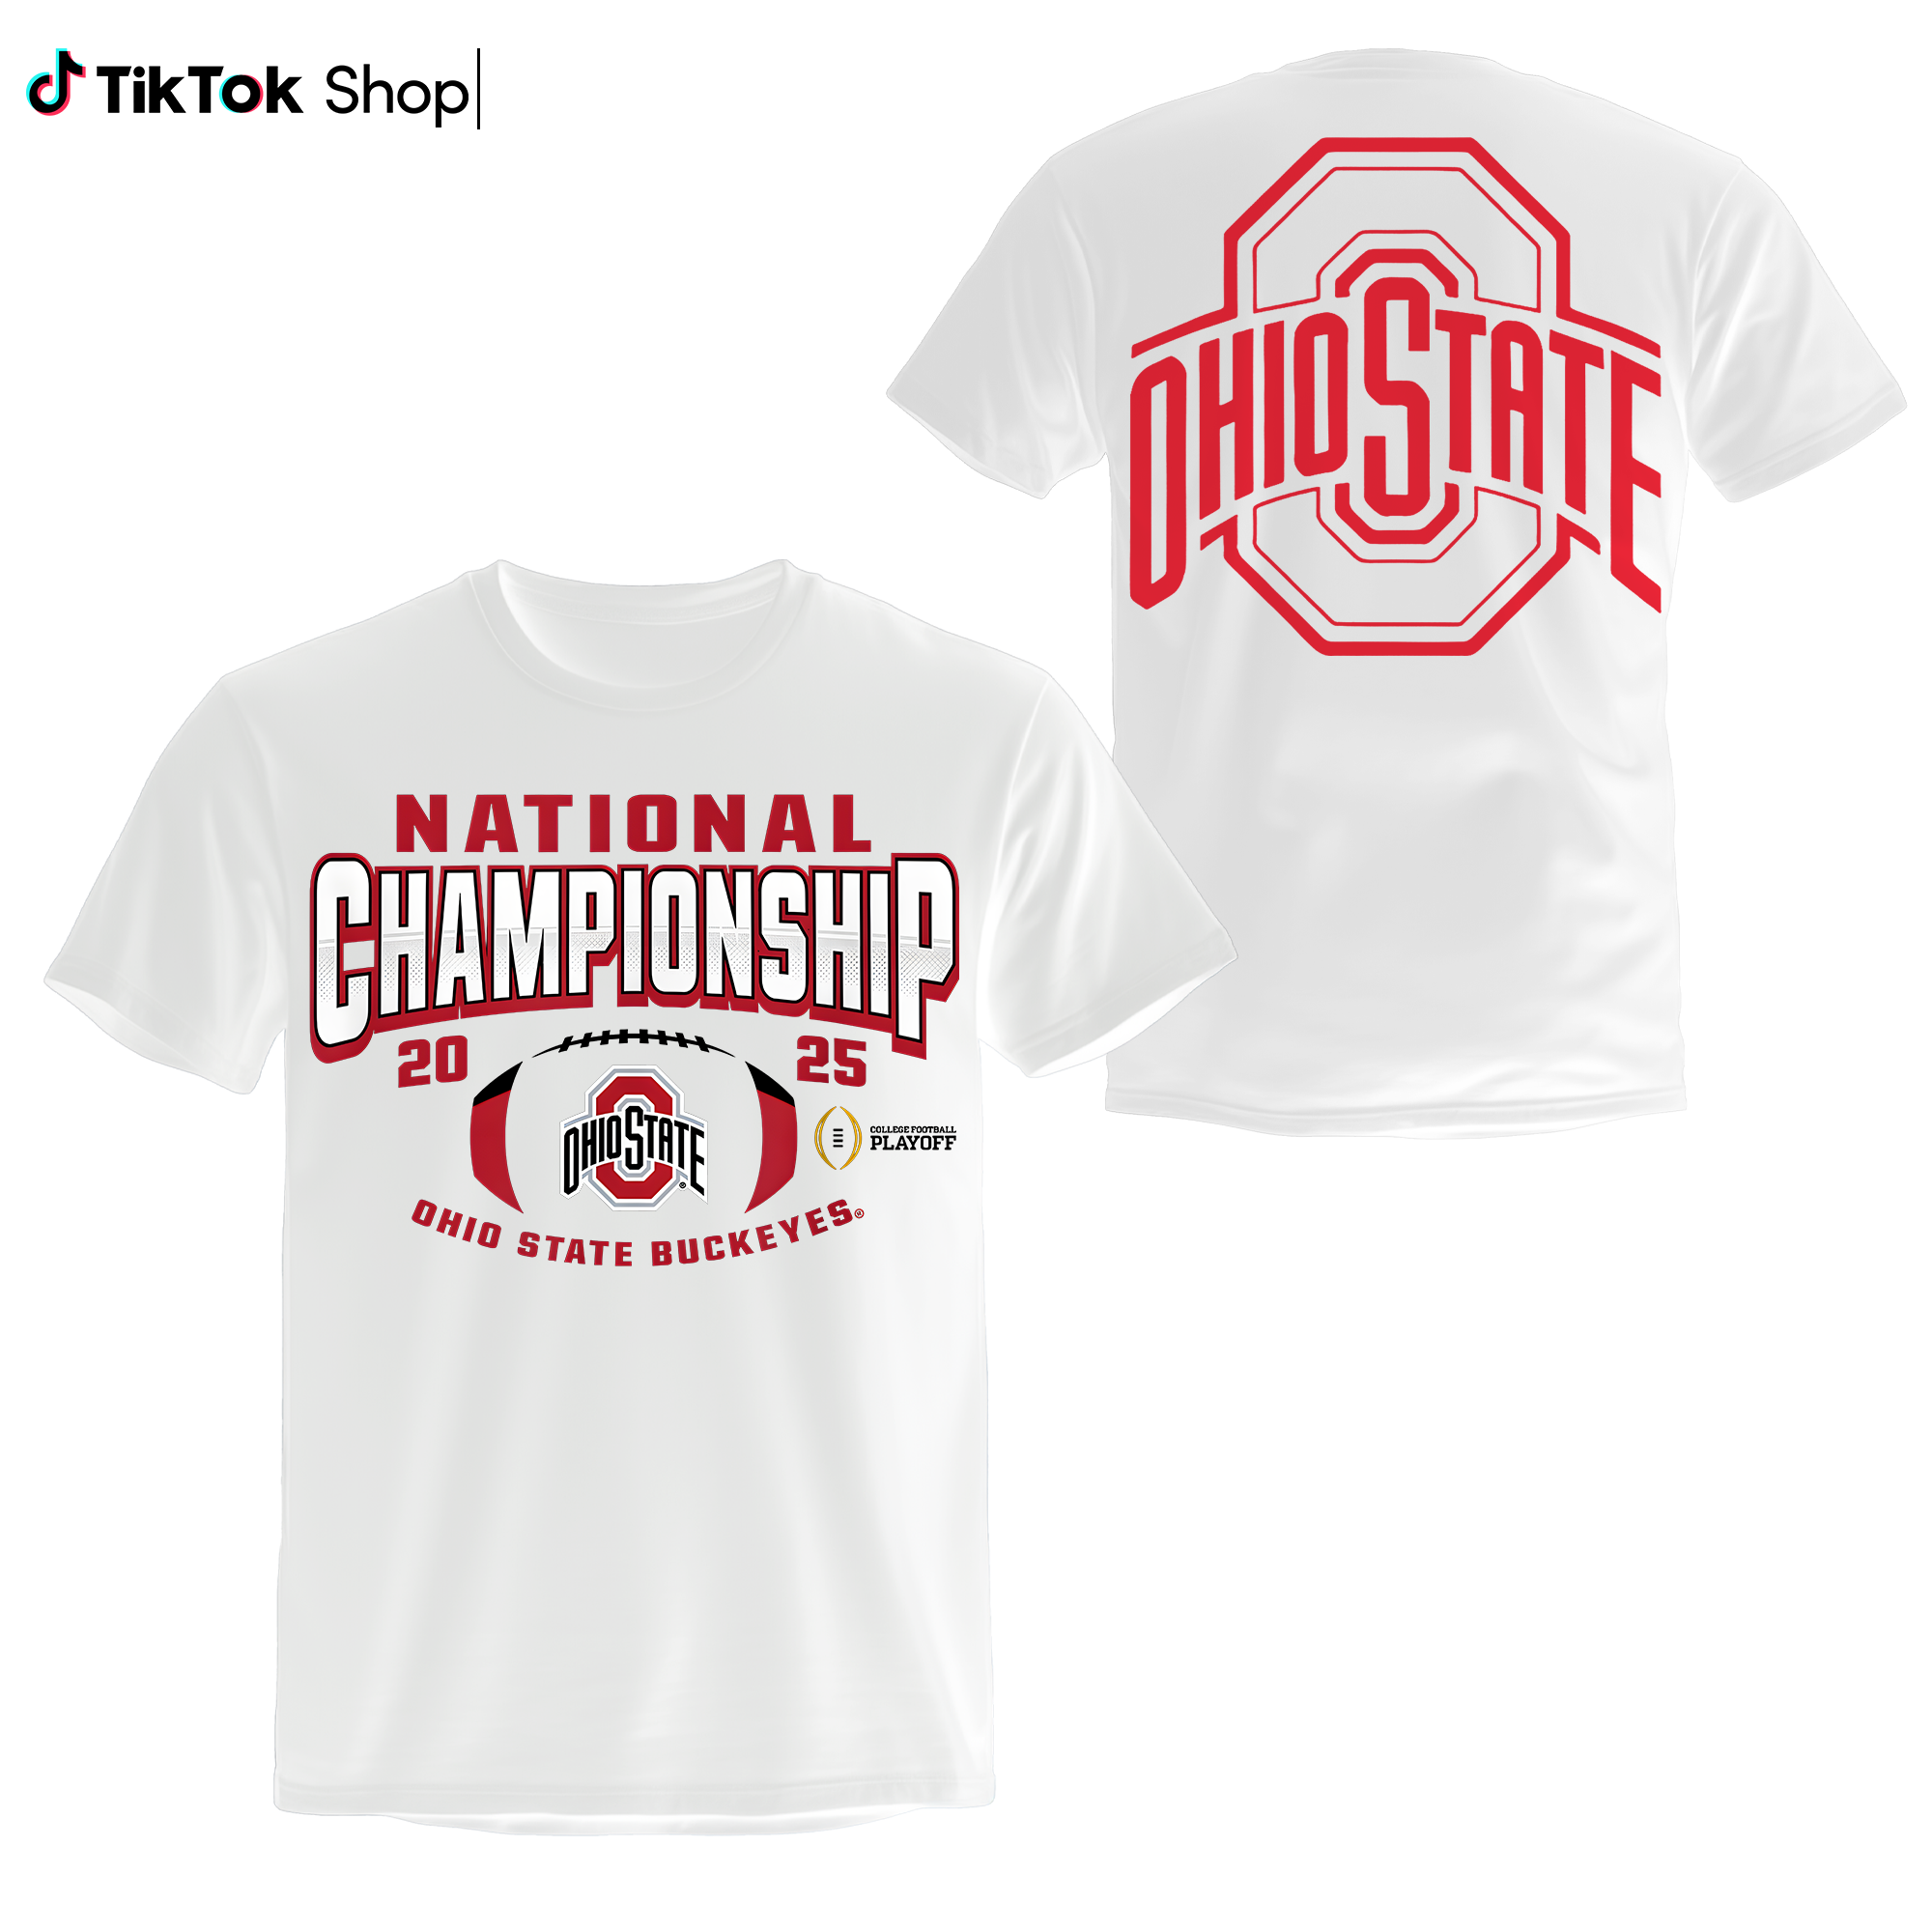 TikTok Shop
OHIO STATE
NATIONAL
CHAMPIONSHIP
20 25
OHIO STATE
®
COLLEGE FOOTBALL
PLAYOFF
OHIO STATE BUCKEYES®